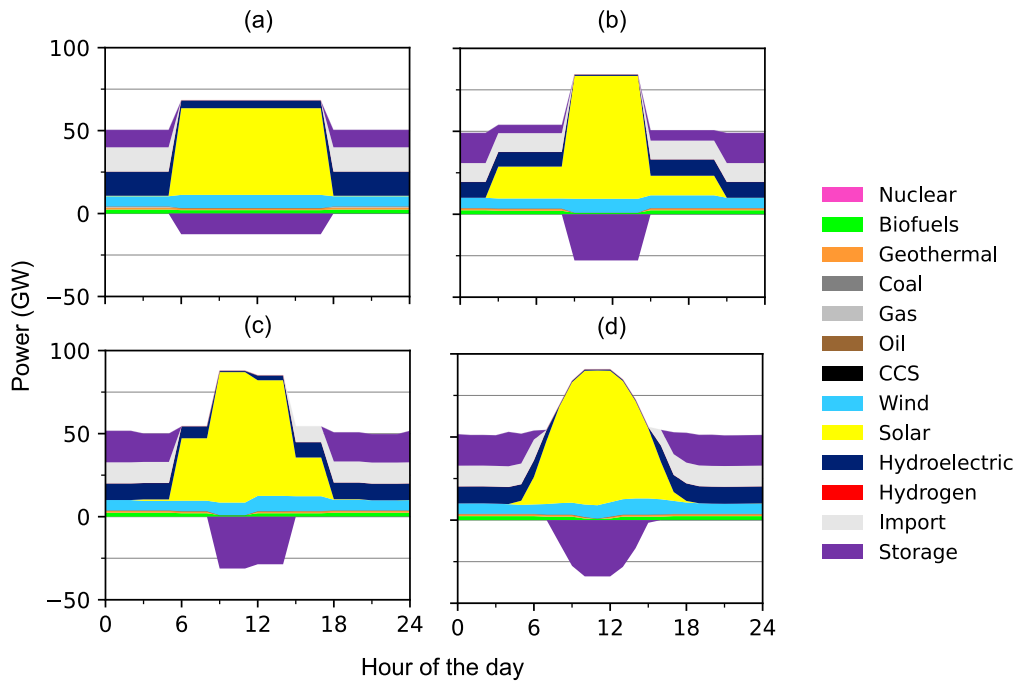 (a)
(b)
100
50
0
−50
(c)
(d)
100
50
0
−50
0 6 12 18 24
0 6 12 18 24
Power (GW)
Hour of the day
Nuclear
Biofuels
Geothermal
Coal
Gas
Oil
CCS
Wind
Solar
Hydroelectric
Hydrogen
Import
Storage